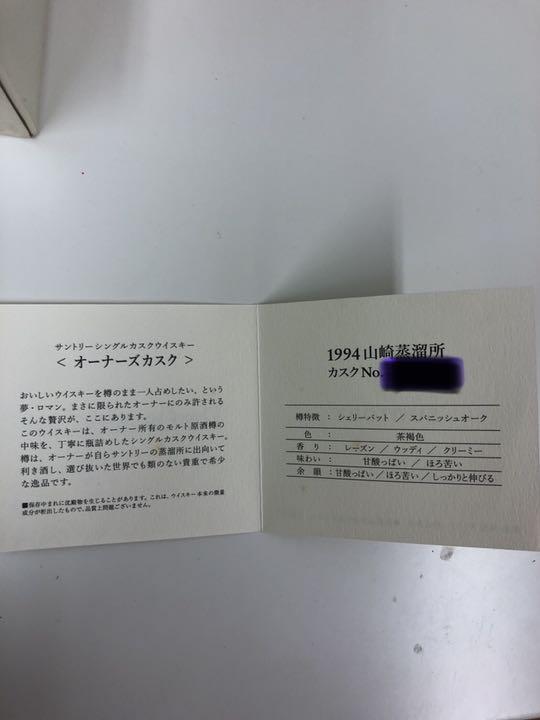 サントリーシングルカスクウイスキー
< オーナーズカスク >
おいしいウイスキーを樽のまま一人占めしたい、という
夢・ロマン。まさに限られたオーナーにのみ許される
そんな贅沢が、ここにあります。
このウイスキーは、オーナー所有のモルト原酒樽の
中味を、丁寧に瓶詰めしたシングルカスクウイスキー。
樽は、オーナーが自らサントリーの蒸溜所に出向いて
利き酒し、選び抜いた世界でも類のない貴重で希少
な逸品です。
■保存中まれに沈殿物を生じることがあります。これは、ウイスキー本来の微量
成分が析出したもので、品質上問題ございません。
1994 山崎蒸溜所
カスクNo.
樽特徴 : シェリーバット / スパニッシュオーク
色 : 茶褐色
香り : レーズン / ウッディ / クリーミー
味わい : 甘酸っぱい / ほろ苦い
余韻 : 甘酸っぱい / ほろ苦い / しっかりと伸びる